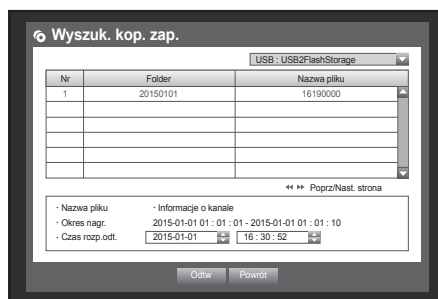 Wyszuk. kop. zap.
USB : USB2FlashStorage
Nr Folder Nazwa pliku
1 20150101 16190000
Poprz/Nast. strona
· Nazwa pliku · Informacje o kanale
· Okres nagr. 2015-01-01 01 : 01 : 01 - 2015-01-01 01 : 01 : 10
· Czas rozp.odt. 2015-01-01 16 : 30 : 52
Odtw Powrót